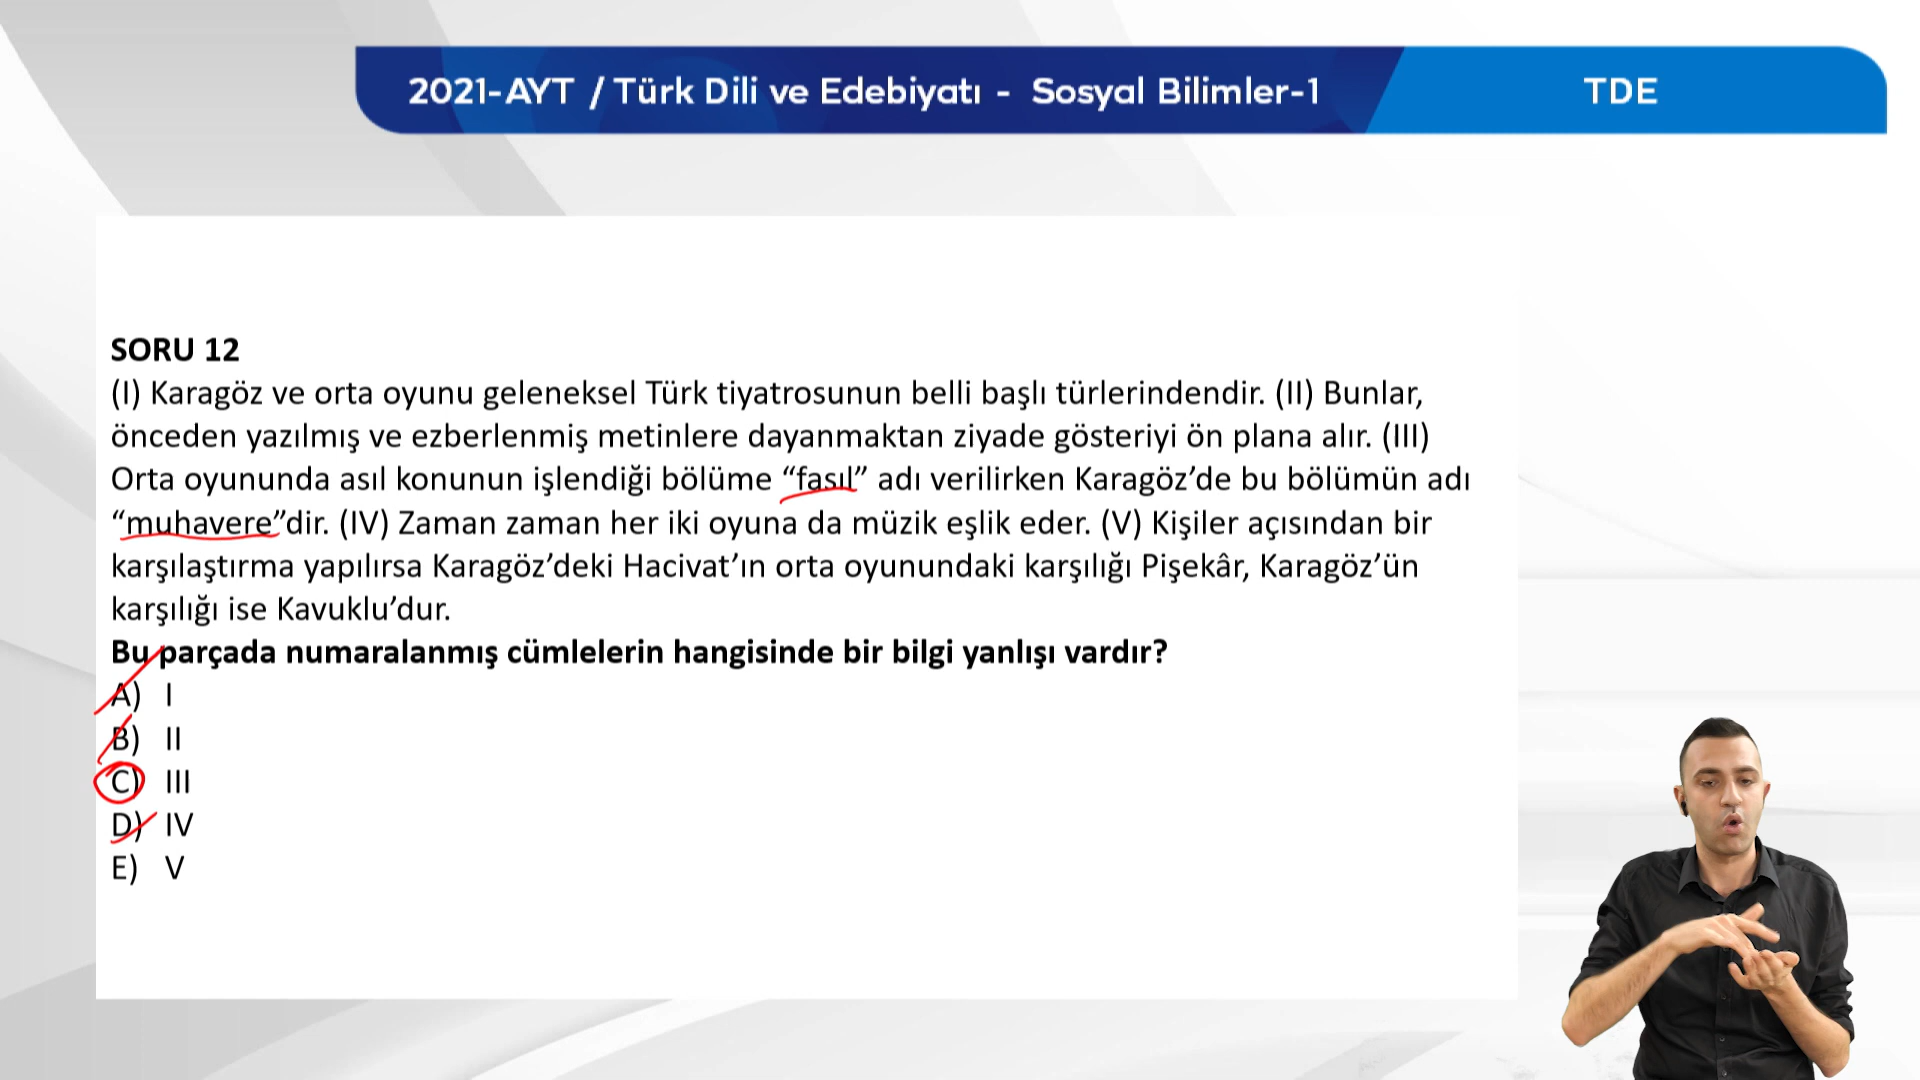 2021-AYT / Türk Dili ve Edebiyatı - Sosyal Bilimler-1 TDE
SORU 12
(I) Karagöz ve orta oyunu geleneksel Türk tiyatrosunun belli başlı türlerindendir. (II) Bunlar,
önceden yazılmış ve ezberlenmiş metinlere dayanmaktan ziyade gösteriyi ön plana alır. (III)
Orta oyununda asıl konunun işlendiği bölüme “fasıl” adı verilirken Karagöz’de bu bölümün adı
“muhavere”dir. (IV) Zaman zaman her iki oyuna da müzik eşlik eder. (V) Kişiler açısından bir
karşılaştırma yapılırsa Karagöz’deki Hacivat’ın orta oyunundaki karşılığı Pişekâr, Karagöz’ün
karşılığı ise Kavuklu’dur.
Bu parçada numaralanmış cümlelerin hangisinde bir bilgi yanlışı vardır?
A) I
B) II
C) III
D) IV
E) V